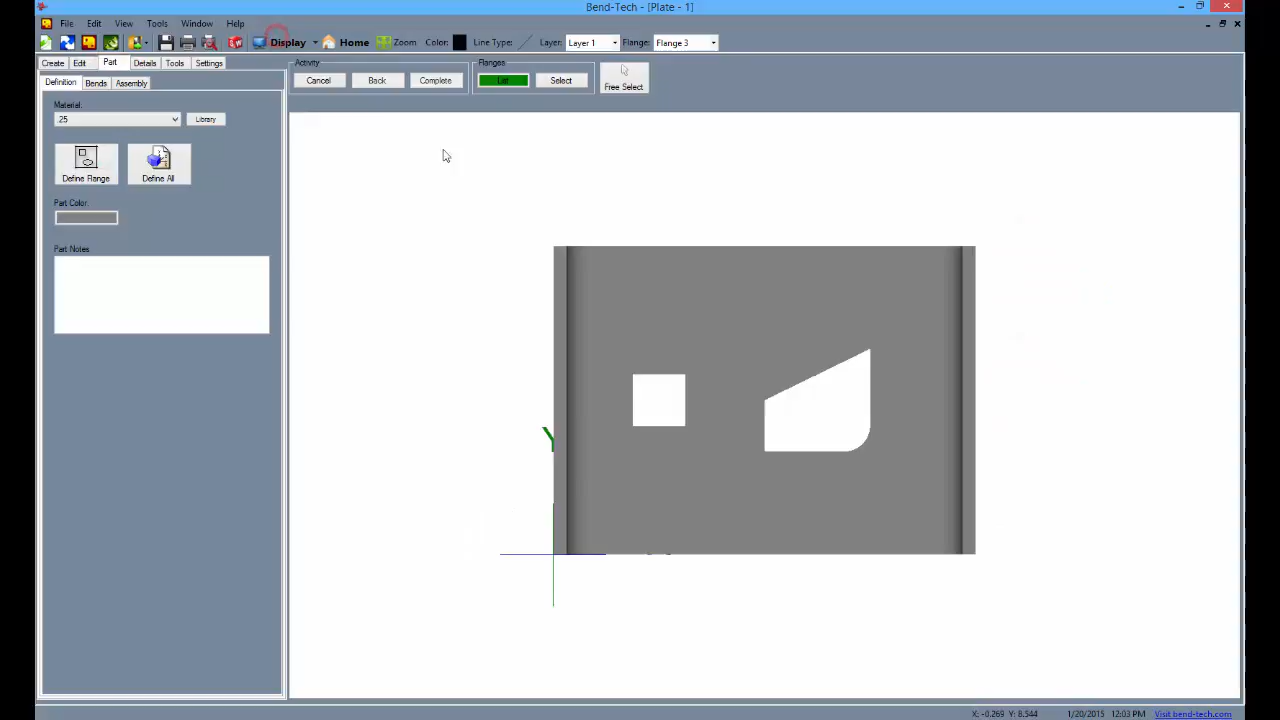 Bend-Tech - [Plate - 1]
File Edit View Tools Window Help
Display Home Zoom Color: Line Type: Layer: Layer 1 Flange: Flange 3
Create Edit Part Details Tools Settings
Activity
Flanges
Cancel Back Complete List Select
Free Select
Definition Bends Assembly
Material:
.25 Library
Define Flange Define All
Part Color:
Part Notes
Y
X: -0.269 Y: 8.544 1/20/2015 12:03 PM Visit bend-tech.com